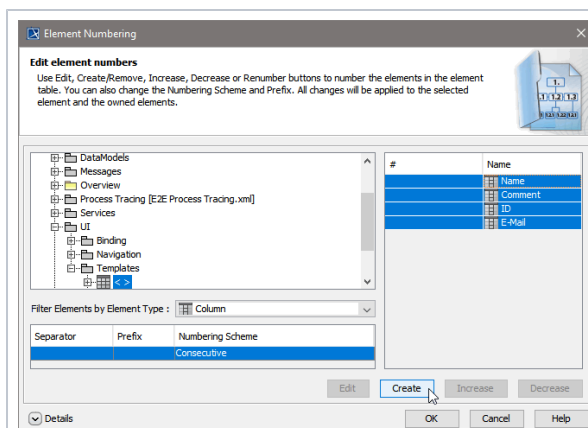 Element Numbering
Edit element numbers
Use Edit, Create/Remove, Increase, Decrease or Renumber buttons to number the elements in the element
table. You can also change the Numbering Scheme and Prefix. All changes will be applied to the selected
element and the owned elements.
1.
DataModels
Messages
Overview
Process Tracing [E2E Process Tracing.xml]
Services
UI
Binding
Navigation
Templates
< >
# Name
Name
Comment
ID
E-Mail
Filter Elements by Element Type : Column
Separator Prefix Numbering Scheme
Consecutive
Edit Create Increase Decrease
Details OK Cancel Help